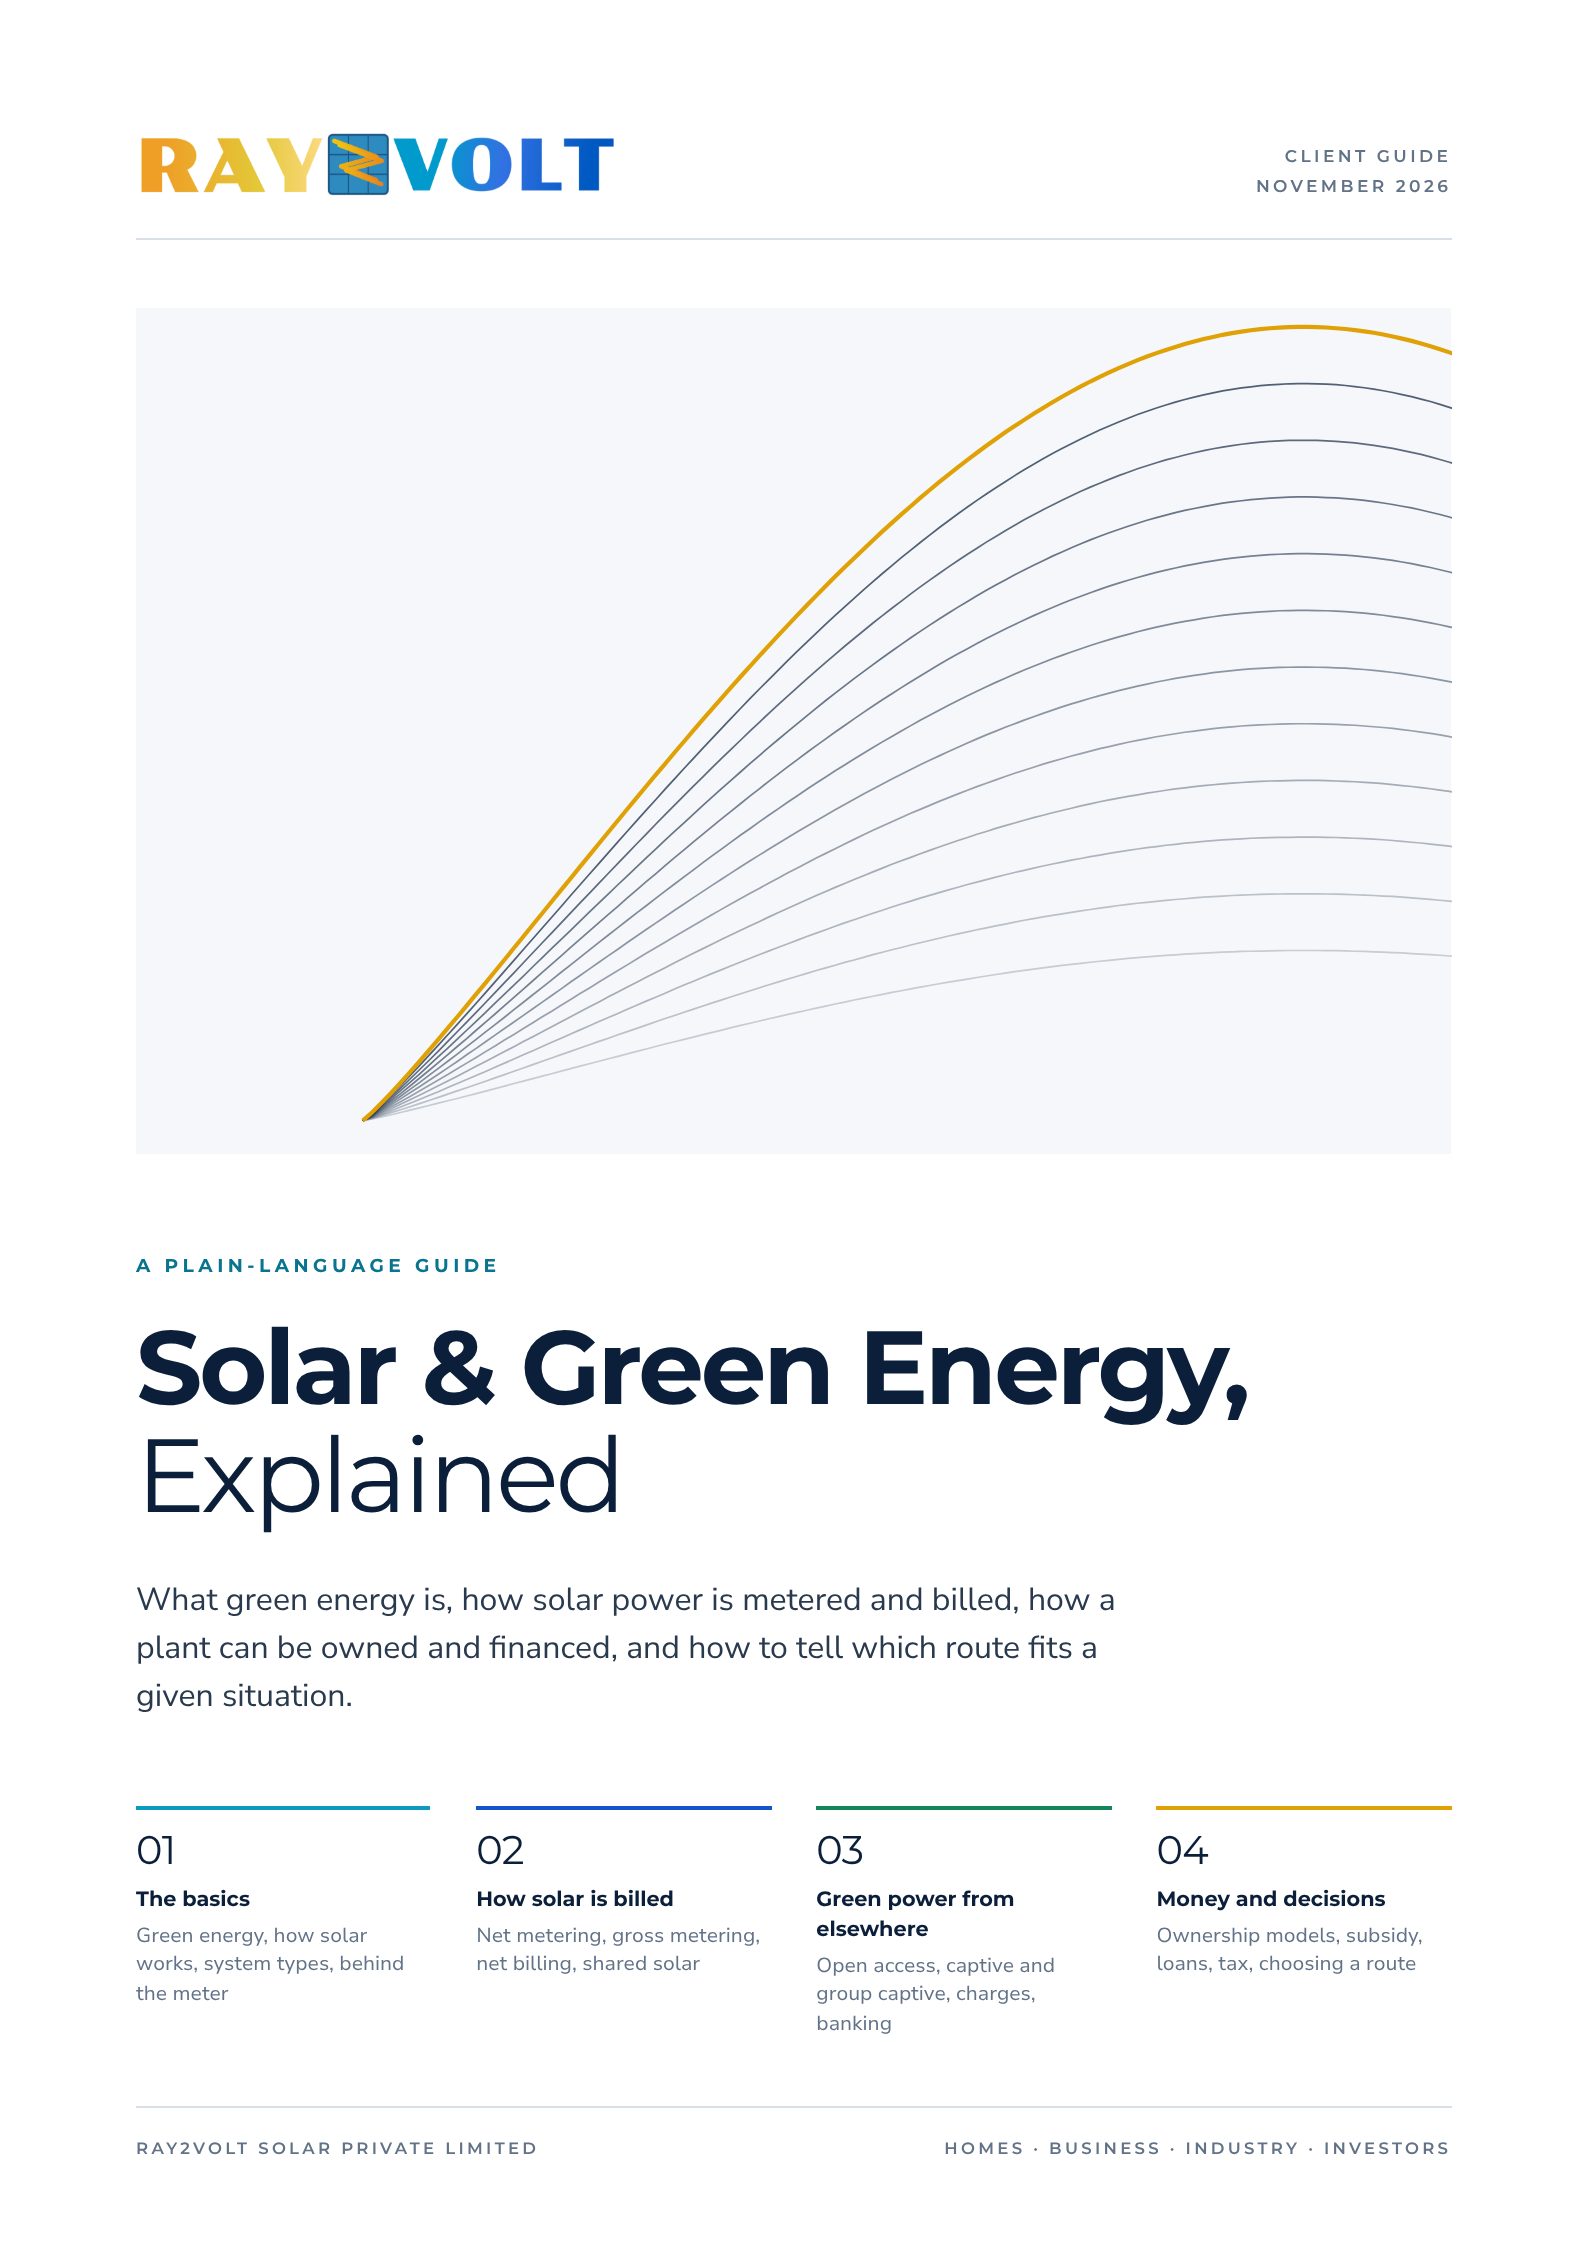 RAY2VOLT
CLIENT GUIDE
NOVEMBER 2026
A PLAIN-LANGUAGE GUIDE
Solar & Green Energy,
Explained
What green energy is, how solar power is metered and billed, how a
plant can be owned and financed, and how to tell which route fits a
given situation.
01
The basics
Green energy, how solar
works, system types, behind
the meter
02
How solar is billed
Net metering, gross metering,
net billing, shared solar
03
Green power from
elsewhere
Open access, captive and
group captive, charges,
banking
04
Money and decisions
Ownership models, subsidy,
loans, tax, choosing a route
RAY2VOLT SOLAR PRIVATE LIMITED
HOMES · BUSINESS · INDUSTRY · INVESTORS